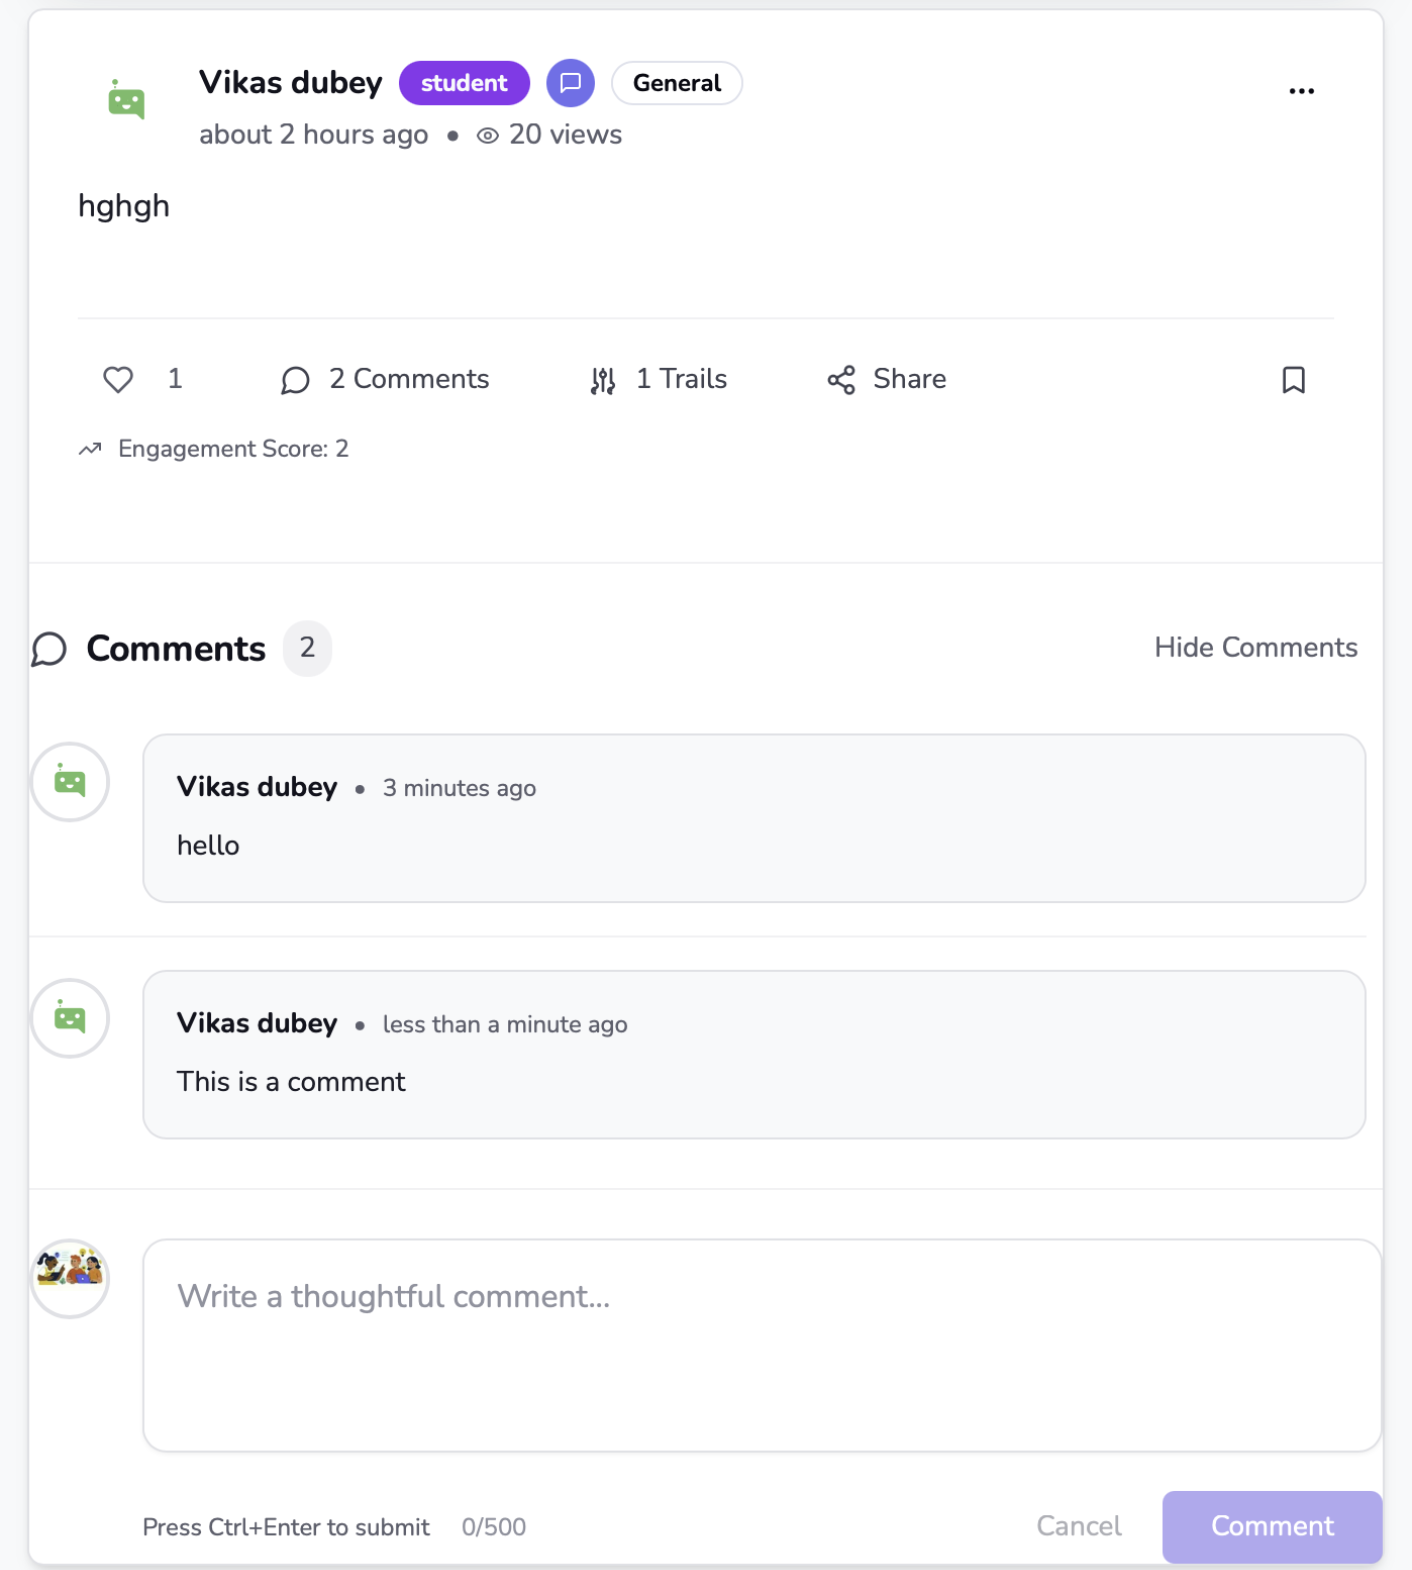 Vikas dubey student General
about 2 hours ago • 20 views
hghgh
1 2 Comments 1 Trails Share
Engagement Score: 2
Comments 2 Hide Comments
Vikas dubey • 3 minutes ago
hello
Vikas dubey • less than a minute ago
This is a comment
Write a thoughtful comment...
Press Ctrl+Enter to submit 0/500 Cancel Comment